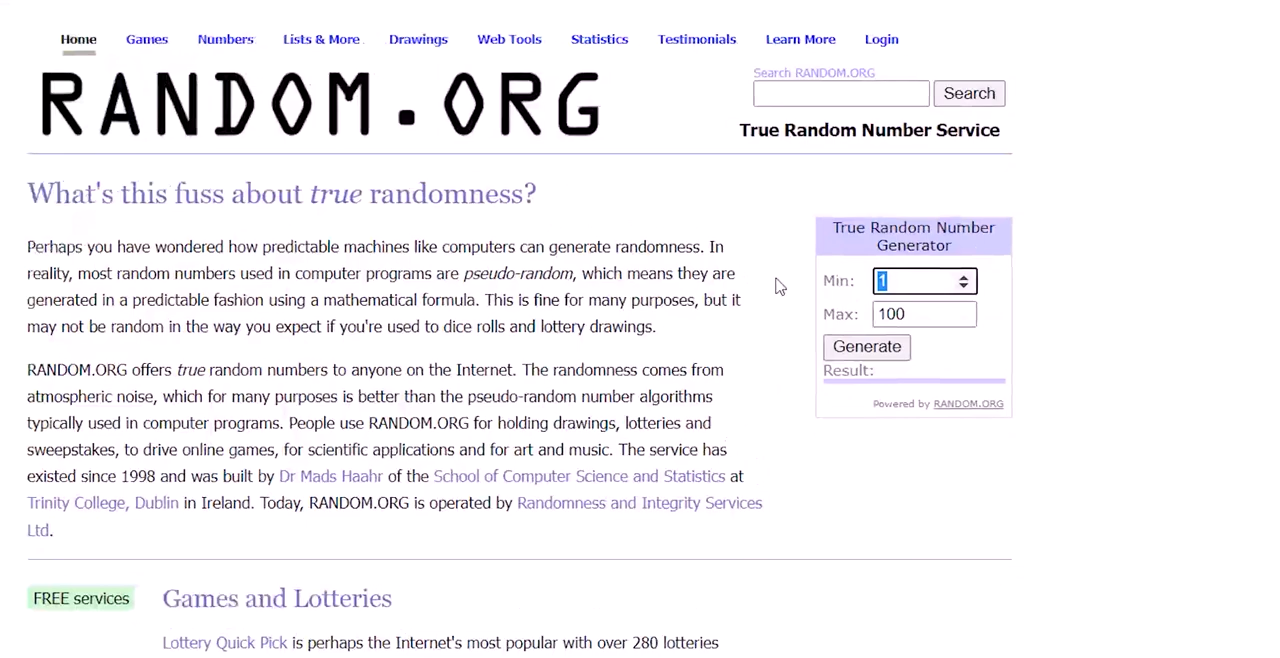 Home Games Numbers Lists & More Drawings Web Tools Statistics Testimonials Learn More Login
RANDOM.ORG
Search RANDOM.ORG
Search
True Random Number Service
What's this fuss about true randomness?
Perhaps you have wondered how predictable machines like computers can generate randomness. In
reality, most random numbers used in computer programs are pseudo-random, which means they are
generated in a predictable fashion using a mathematical formula. This is fine for many purposes, but it
may not be random in the way you expect if you're used to dice rolls and lottery drawings.
RANDOM.ORG offers true random numbers to anyone on the Internet. The randomness comes from
atmospheric noise, which for many purposes is better than the pseudo-random number algorithms
typically used in computer programs. People use RANDOM.ORG for holding drawings, lotteries and
sweepstakes, to drive online games, for scientific applications and for art and music. The service has
existed since 1998 and was built by Dr Mads Haahr of the School of Computer Science and Statistics at
Trinity College, Dublin in Ireland. Today, RANDOM.ORG is operated by Randomness and Integrity Services
Ltd.
True Random Number
Generator
Min: 1
Max: 100
Generate
Result:
Powered by RANDOM.ORG
FREE services
Games and Lotteries
Lottery Quick Pick is perhaps the Internet's most popular with over 280 lotteries